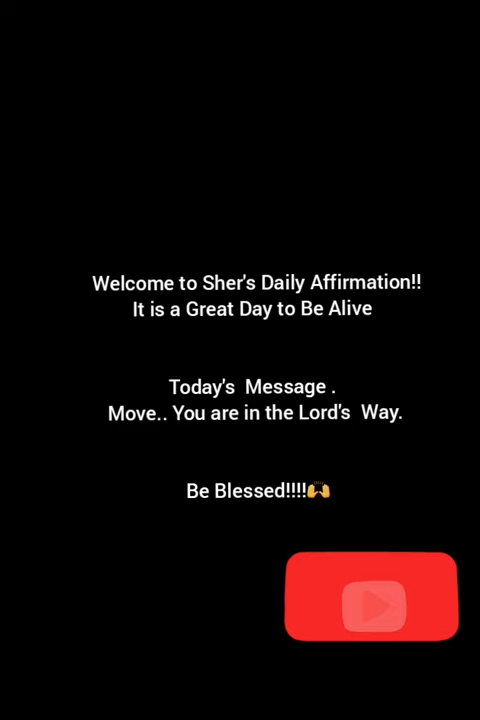 Welcome to Sher's Daily Affirmation!!
It is a Great Day to Be Alive
Today's  Message .
Move.. You are in the Lord's  Way.
Be Blessed!!!!🙌